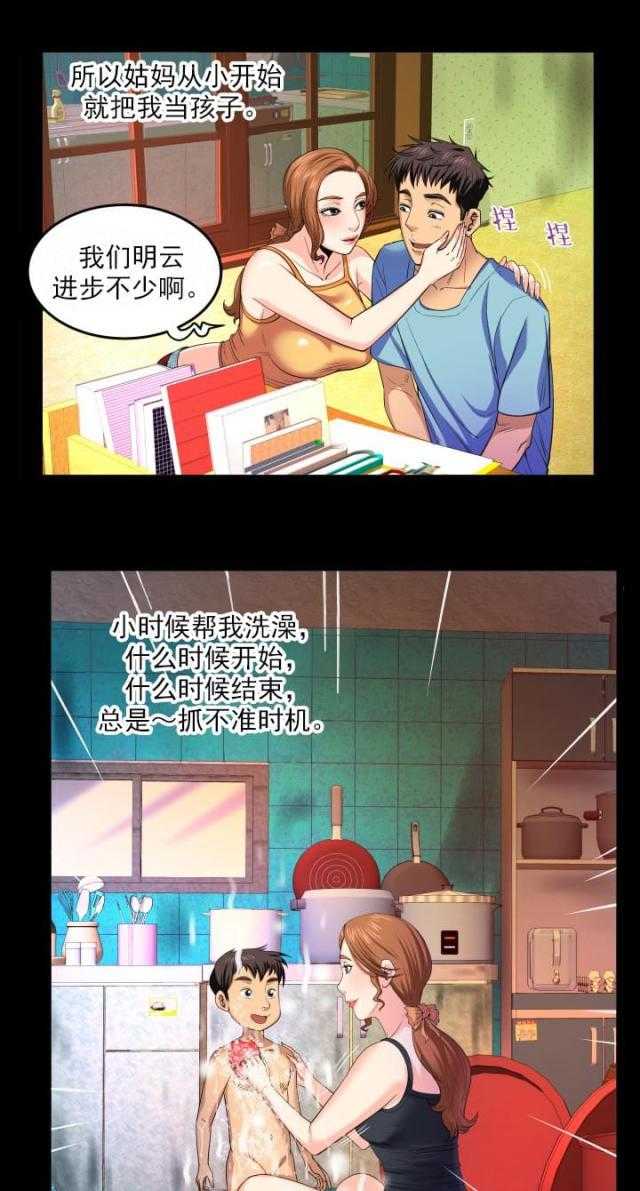 所以姑妈从小开始
就把我当孩子。
我们明云
进步不少啊。
捏 捏
小时候帮我洗澡，
什么时候开始，
什么时候结束，
总是～抓不准时机。